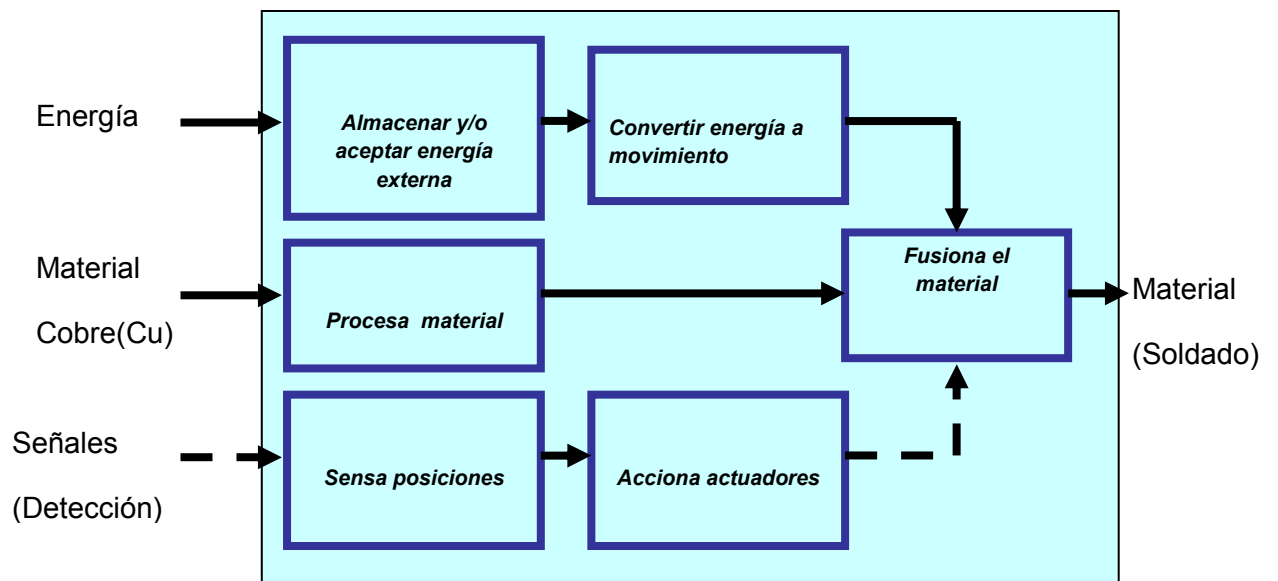 Energía
Almacenar y/o
aceptar energía
externa
Convertir energía a
movimiento
Material
Cobre(Cu)
Procesa material
Fusiona el
material
Material
(Soldado)
Señales
(Detección)
Sensa posiciones
Acciona actuadores